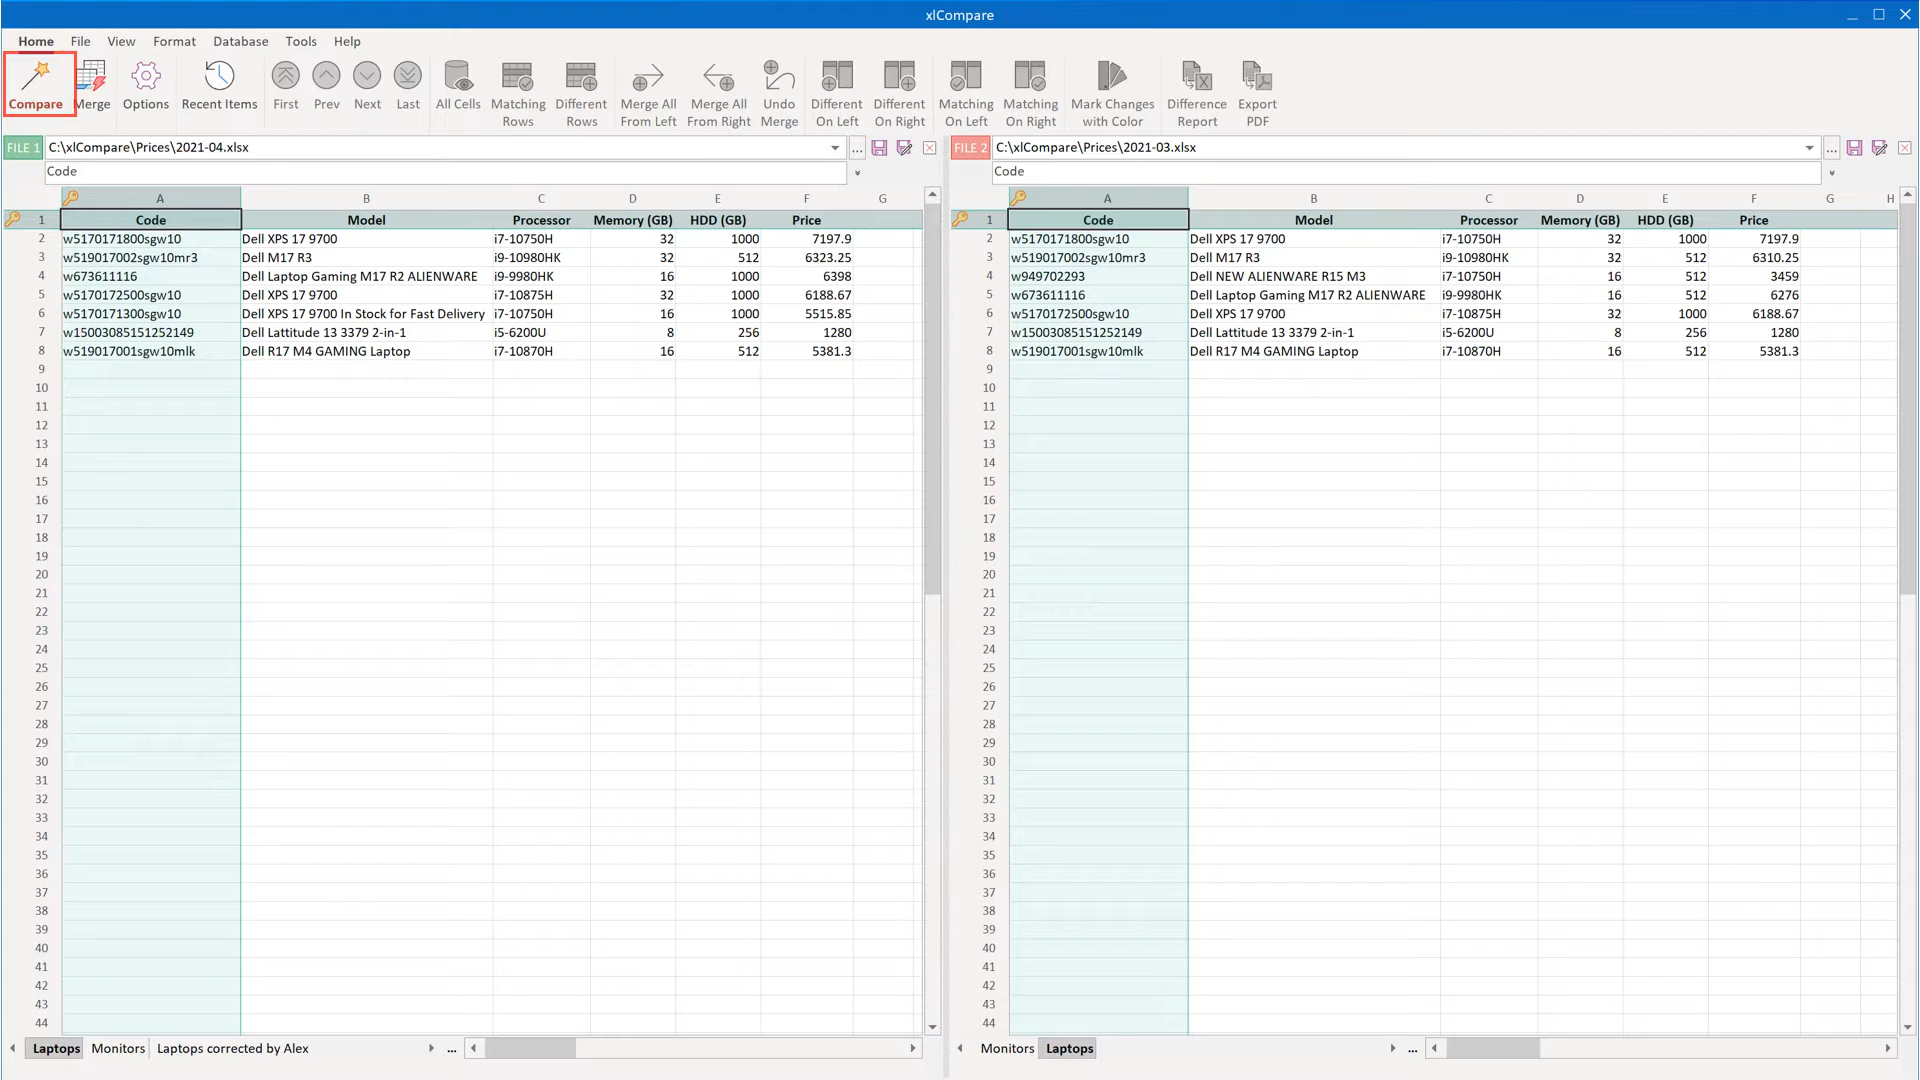 xlCompare
Home File View Format Database Tools Help
Compare Merge Options Recent Items First Prev Next Last All Cells Matching Rows Different Rows Merge All From Left Merge All From Right Undo Merge Different On Left Different On Right Matching On Left Matching On Right Mark Changes with Color Difference Report Export PDF
FILE 1 C:\xlCompare\Prices\2021-04.xlsx ...
Code
A B C D E F G
1 Code Model Processor Memory (GB) HDD (GB) Price
2 w5170171800sgw10 Dell XPS 17 9700 i7-10750H 32 1000 7197.9
3 w519017002sgw10mr3 Dell M17 R3 i9-10980HK 32 512 6323.25
4 w673611116 Dell Laptop Gaming M17 R2 ALIENWARE i9-9980HK 16 1000 6398
5 w5170172500sgw10 Dell XPS 17 9700 i7-10875H 32 1000 6188.67
6 w5170171300sgw10 Dell XPS 17 9700 In Stock for Fast Delivery i7-10750H 16 1000 5515.85
7 w15003085151252149 Dell Lattitude 13 3379 2-in-1 i5-6200U 8 256 1280
8 w519017001sgw10mlk Dell R17 M4 GAMING Laptop i7-10870H 16 512 5381.3
9
10
11
12
13
14
15
16
17
18
19
20
21
22
23
24
25
26
27
28
29
30
31
32
33
34
35
36
37
38
39
40
41
42
43
44
Laptops Monitors Laptops corrected by Alex ...
FILE 2 C:\xlCompare\Prices\2021-03.xlsx ...
Code
A B C D E F G H
1 Code Model Processor Memory (GB) HDD (GB) Price
2 w5170171800sgw10 Dell XPS 17 9700 i7-10750H 32 1000 7197.9
3 w519017002sgw10mr3 Dell M17 R3 i9-10980HK 32 512 6310.25
4 w949702293 Dell NEW ALIENWARE R15 M3 i7-10750H 16 512 3459
5 w673611116 Dell Laptop Gaming M17 R2 ALIENWARE i9-9980HK 16 512 6276
6 w5170172500sgw10 Dell XPS 17 9700 i7-10875H 32 1000 6188.67
7 w15003085151252149 Dell Lattitude 13 3379 2-in-1 i5-6200U 8 256 1280
8 w519017001sgw10mlk Dell R17 M4 GAMING Laptop i7-10870H 16 512 5381.3
9
10
11
12
13
14
15
16
17
18
19
20
21
22
23
24
25
26
27
28
29
30
31
32
33
34
35
36
37
38
39
40
41
42
43
44
Monitors Laptops ...